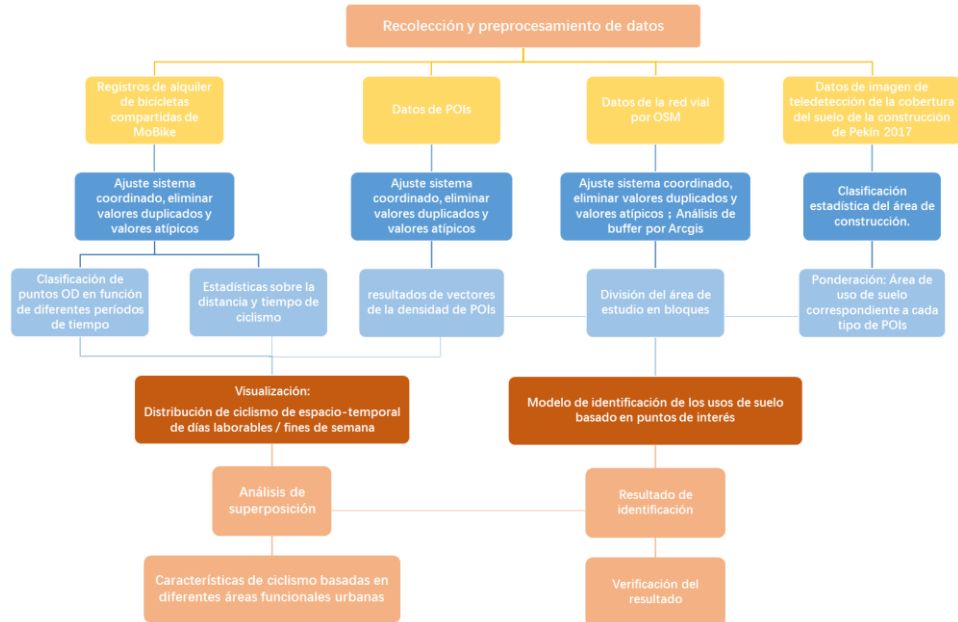 Recolección y preprocesamiento de datos
Registros de alquiler
de bicicletas
compartidas de
MoBike
Datos de POIs
Datos de la red vial
por OSM
Datos de imagen de
teledetección de la cobertura
del suelo de la construcción
de Pekín 2017
Ajuste sistema
coordinado, eliminar
valores duplicados y
valores atípicos
Ajuste sistema
coordinado, eliminar
valores duplicados y
valores atípicos
Ajuste sistema coordinado,
eliminar valores duplicados y
valores atípicos ; Análisis de
buffer por Arcgis
Clasificación
estadística del área de
construcción.
Clasificación de
puntos OD en función
de diferentes períodos
de tiempo
Estadísticas sobre la
distancia y tiempo de
ciclismo
resultados de vectores
de la densidad de POIs
División del área de
estudio en bloques
Ponderación: Área de
uso de suelo
correspondiente a cada
tipo de POIs
Visualización:
Distribución de ciclismo de espacio-temporal
de días laborables / fines de semana
Modelo de identificación de los usos de suelo
basado en puntos de interés
Análisis de
superposición
Resultado de
identificación
Características de ciclismo basadas en
diferentes áreas funcionales urbanas
Verificación del
resultado